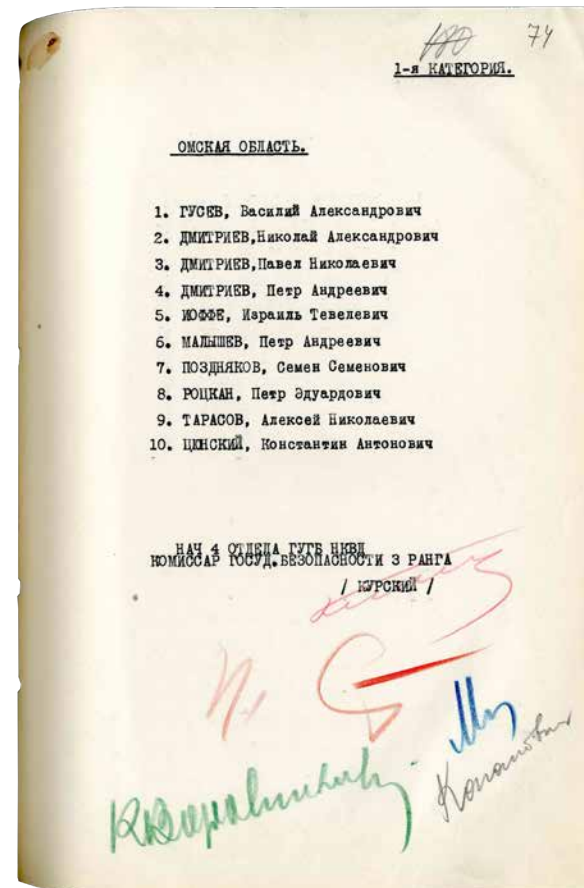 74
1-я КАТЕГОРИЯ.
ОМСКАЯ ОБЛАСТЬ.
1. ГУСЕВ, Василий Александрович
2. ДМИТРИЕВ,Николай Александрович
3. ДМИТРИЕВ,Павел Николаевич
4. ДМИТРИЕВ, Петр Андреевич
5. ИОФФЕ, Израиль Тевелевич
6. МАЛЫШЕВ, Петр Андреевич
7. ПОЗДНЯКОВ, Семен Семенович
8. РОЦКАН, Петр Эдуардович
9. ТАРАСОВ, Алексей Николаевич
10. ЦЕНСКИЙ, Константин Антонович
НАЧ 4 ОТДЕЛА ГУГБ НКВД
КОМИССАР ГОСУД.БЕЗОПАСНОСТИ 3 РАНГА
/ КУРСКИЙ /